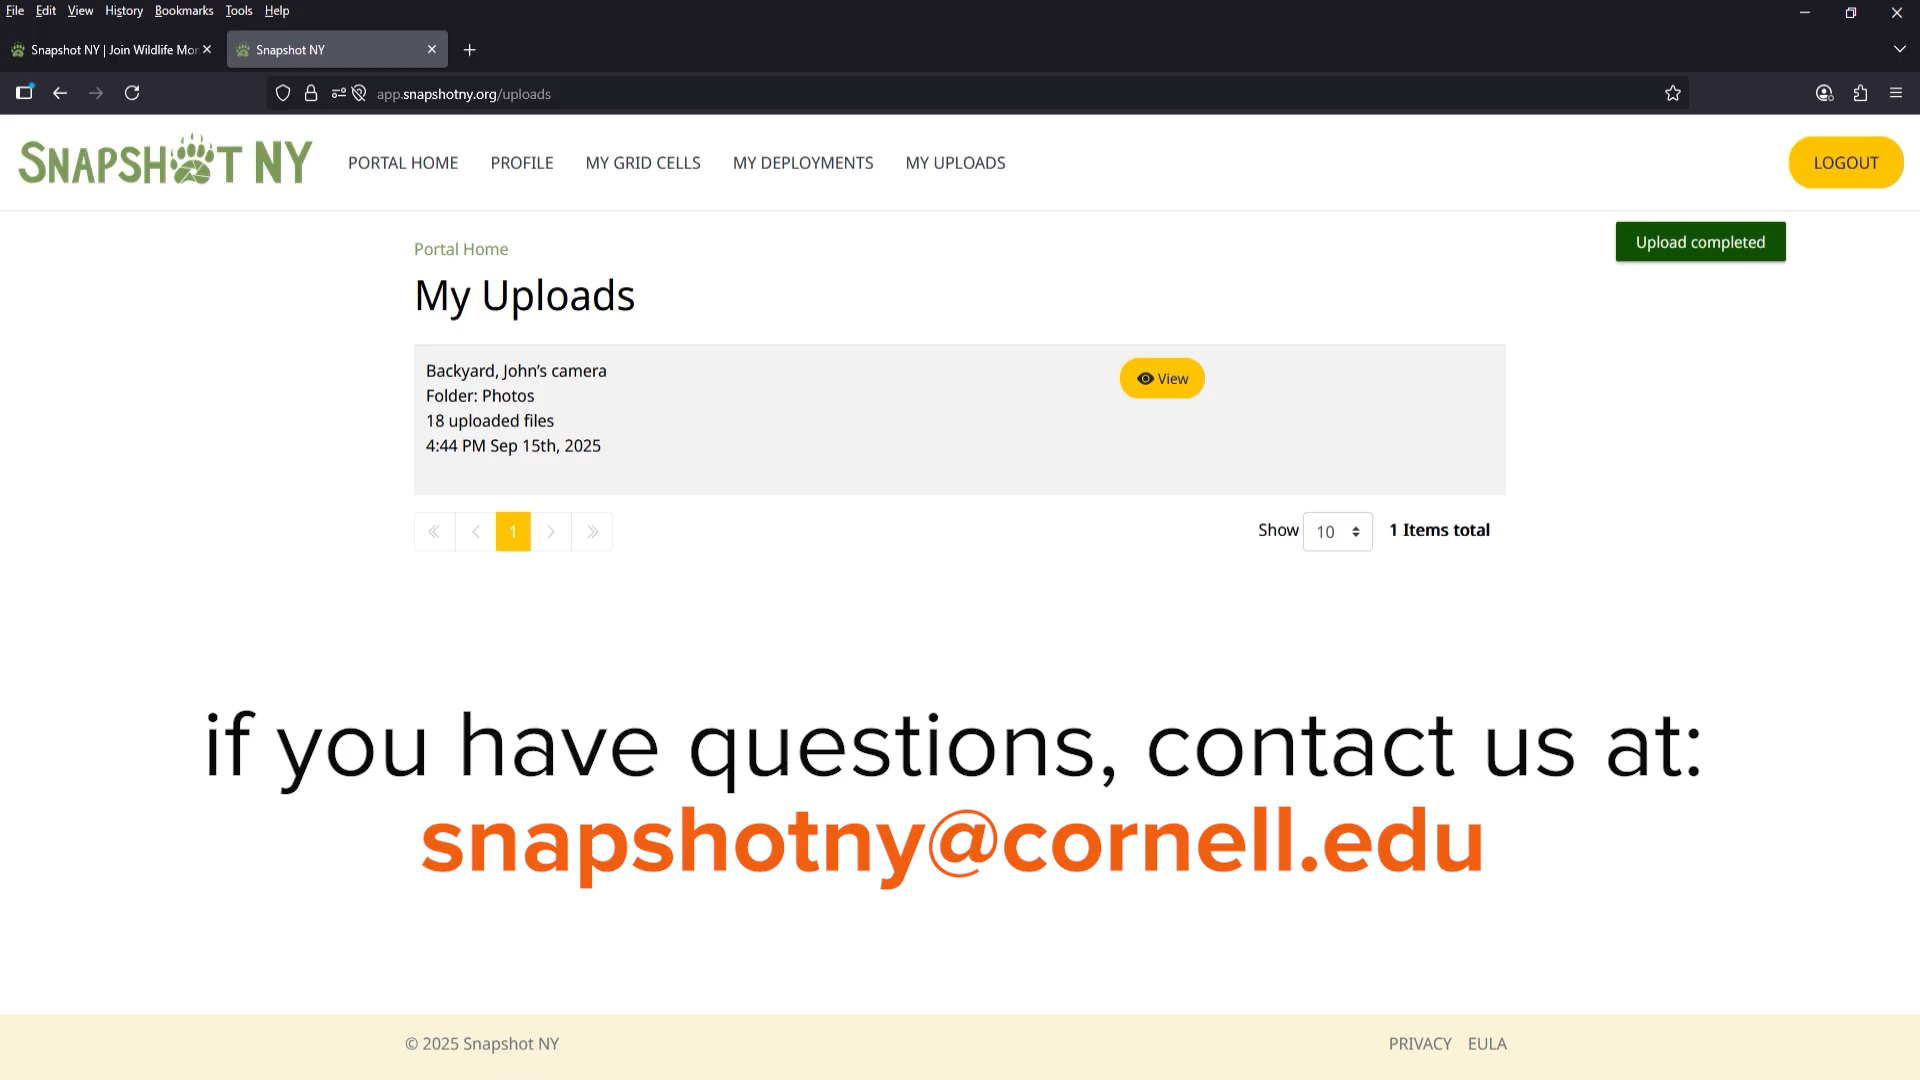 File Edit View History Bookmarks Tools Help
Snapshot NY | Join Wildlife Mo
Snapshot NY
app.snapshotny.org/uploads
SNAPSHOT NY
PORTAL HOME PROFILE MY GRID CELLS MY DEPLOYMENTS MY UPLOADS LOGOUT
Upload completed
Portal Home
My Uploads
Backyard, John’s camera
View
Folder: Photos
18 uploaded files
4:44 PM Sep 15th, 2025
« ‹ 1 › »
Show 10 1 Items total
if you have questions, contact us at:
snapshotny@cornell.edu
© 2025 Snapshot NY PRIVACY EULA